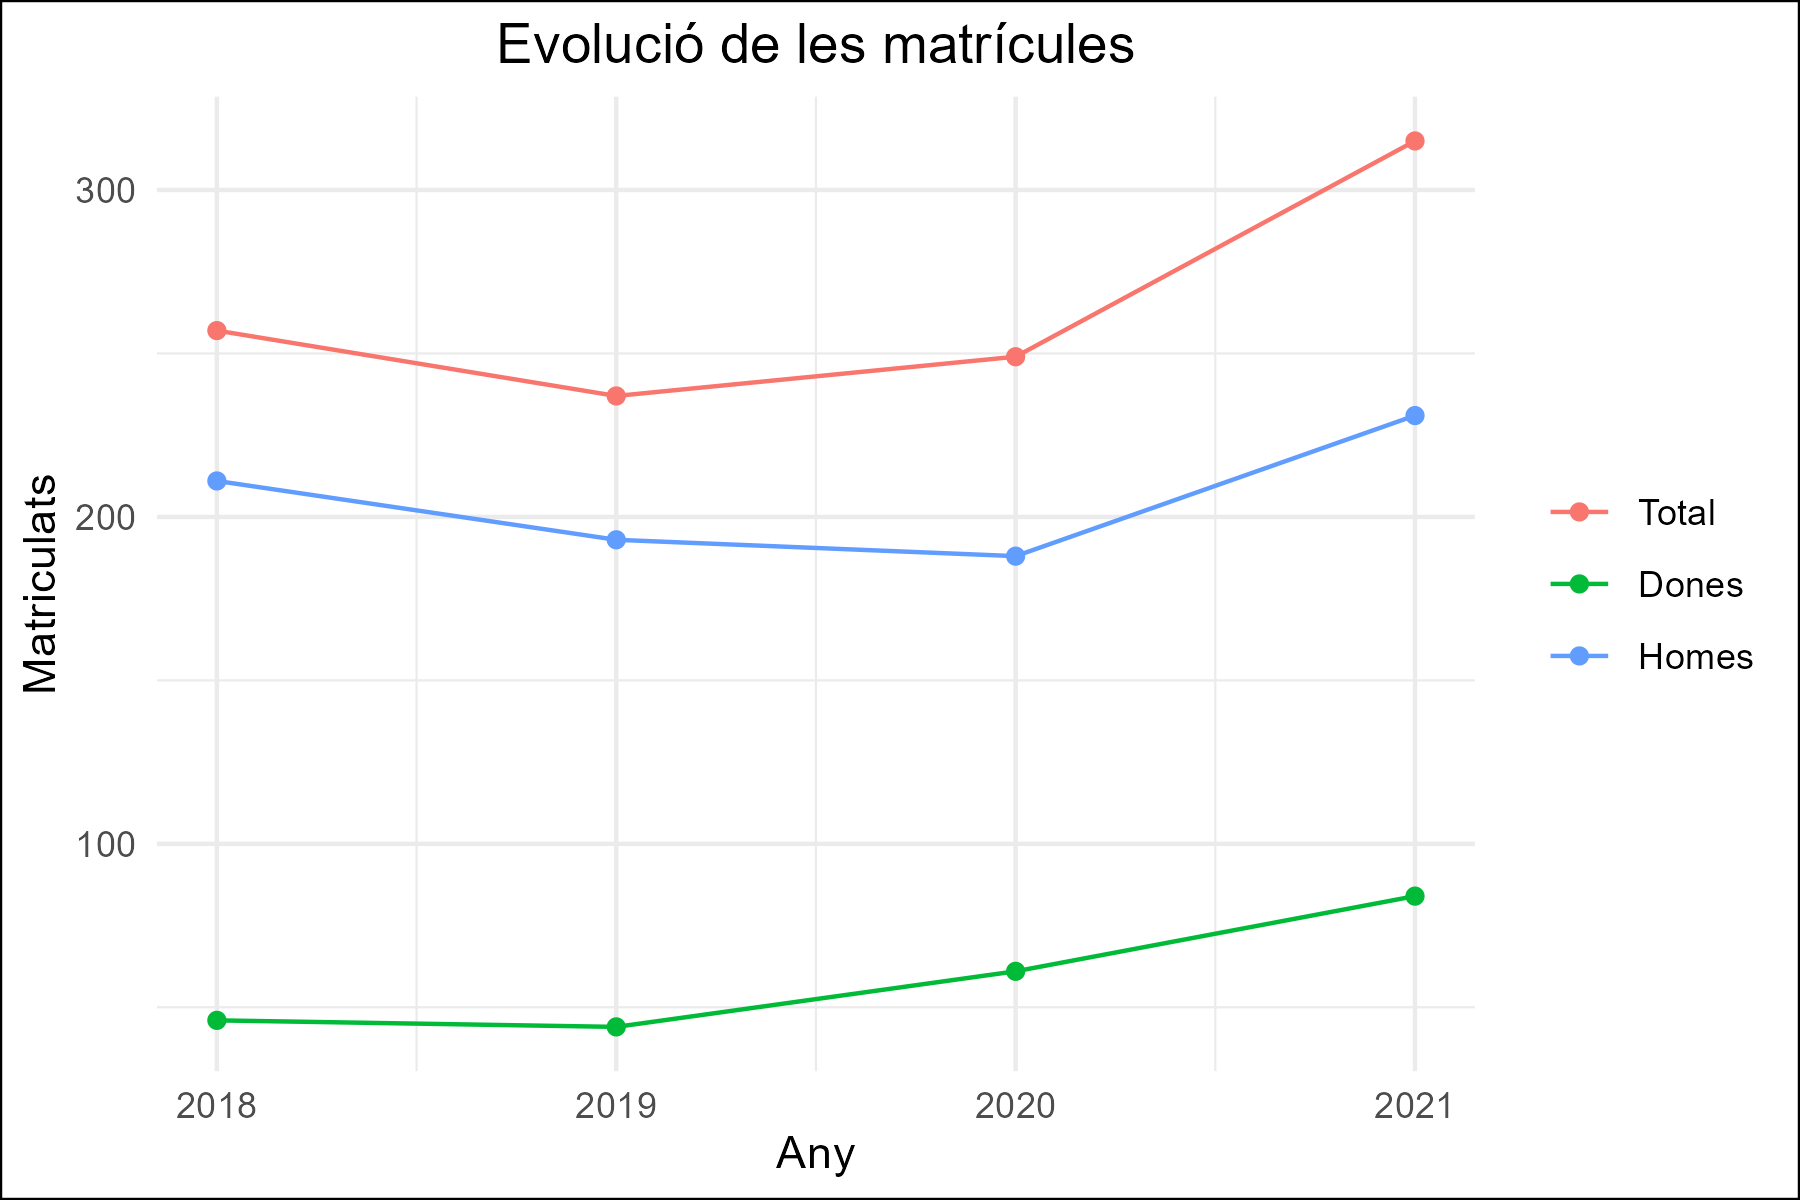 Evolució de les matrícules
Matriculats
300
200
100
2018
2019
2020
2021
Any
Total
Dones
Homes